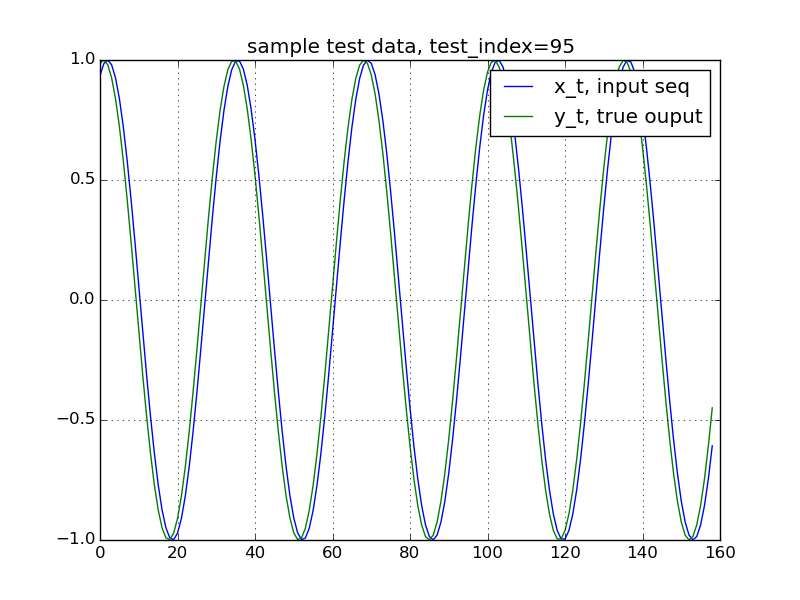 sample test data, test_index=95
1.0
0.5
0.0
−0.5
−1.0
x_t, input seq
y_t, true ouput
0 20 40 60 80 100 120 140 160